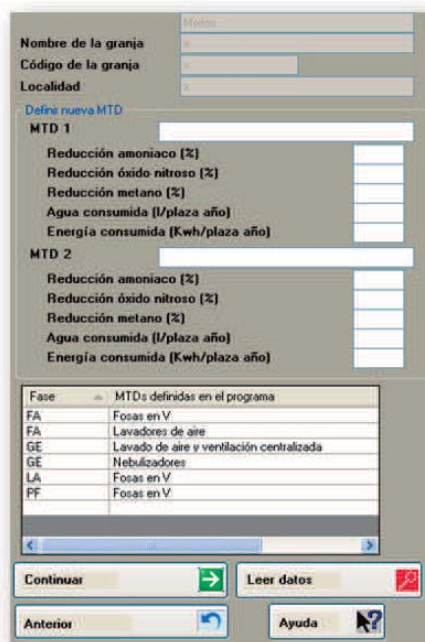 Modos
Nombre de la granja x
Código de la granja x
Localidad x
Define nueva MTD
MTD 1
Reducción amoniaco (%)
Reducción óxido nitroso (%)
Reducción metano (%)
Agua consumida (l/plaza año)
Energía consumida (Kwh/plaza año)
MTD 2
Reducción amoniaco (%)
Reducción óxido nitroso (%)
Reducción metano (%)
Agua consumida (l/plaza año)
Energía consumida (Kwh/plaza año)
Fase MTDs definidas en el programa
FA Fosas en V
FA Lavadores de aire
GE Lavado de aire y ventilación centralizada
GE Nebulizadores
LA Fosas en V
PF Fosas en V
Continuar Leer datos
Anterior Ayuda